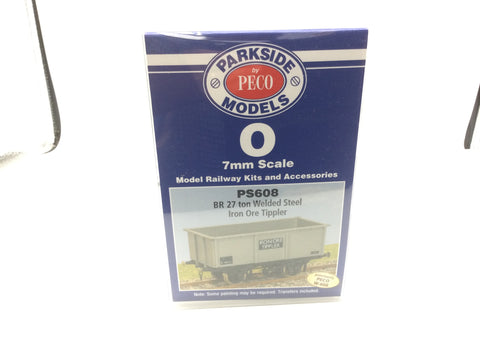 PARKSIDE
by
PECO
MODELS
O
7mm Scale
Model Railway Kits and Accessories
PS608
BR 27 ton Welded Steel
Iron Ore Tippler
IRON ORE
TIPPLER
PECO
Note: Some painting may be required. Transfers included.